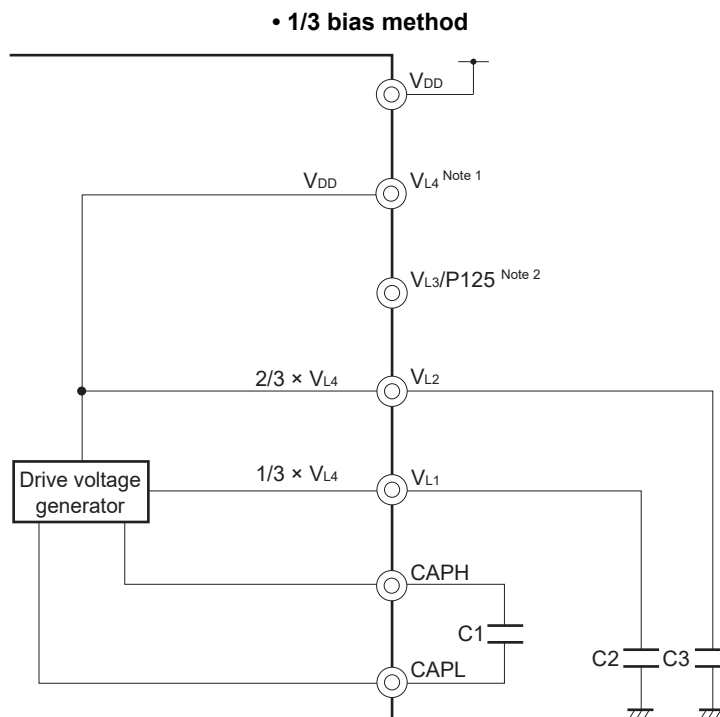 • 1/3 bias method
VDD
VDD
VL4 Note 1
VL3/P125 Note 2
2/3 × VL4
VL2
1/3 × VL4
VL1
Drive voltage
generator
CAPH
C1
CAPL
C2
C3